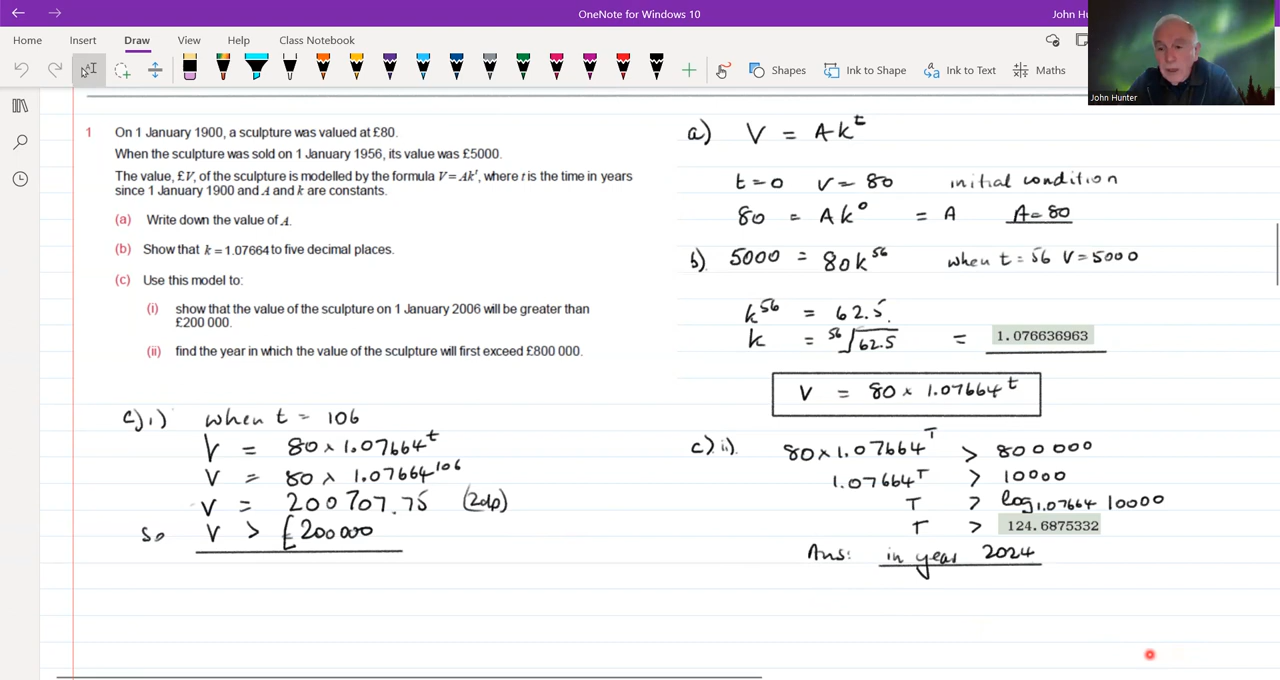 OneNote for Windows 10
John Hu
Home Insert Draw View Help Class Notebook
Shapes Ink to Shape Ink to Text Maths
John Hunter
1 On 1 January 1900, a sculpture was valued at £80.
When the sculpture was sold on 1 January 1956, its value was £5000.
The value, £V, of the sculpture is modelled by the formula V = Ak^t, where t is the time in years
since 1 January 1900 and A and k are constants.
(a) Write down the value of A.
(b) Show that k = 1.07664 to five decimal places.
(c) Use this model to:
(i) show that the value of the sculpture on 1 January 2006 will be greater than
£200 000.
(ii) find the year in which the value of the sculpture will first exceed £800 000.
c) i) when t = 106
V = 80 × 1.07664^t
V = 80 × 1.07664^106
V = 200707.75 (2dp)
so V > £200000
a) V = Ak^t
t=0 V = 80 initial condition
80 = Ak^0 = A A=80
b). 5000 = 80k^56 when t = 56 V=5000
k^56 = 62.5.
k = 56√62.5 = 1.076636963
V = 80 × 1.07664^t
c) ii). 80×1.07664^T > 800000
1.07664^T > 10000
T > log1.07664 10000
T > 124.6875332
Ans: in year 2024